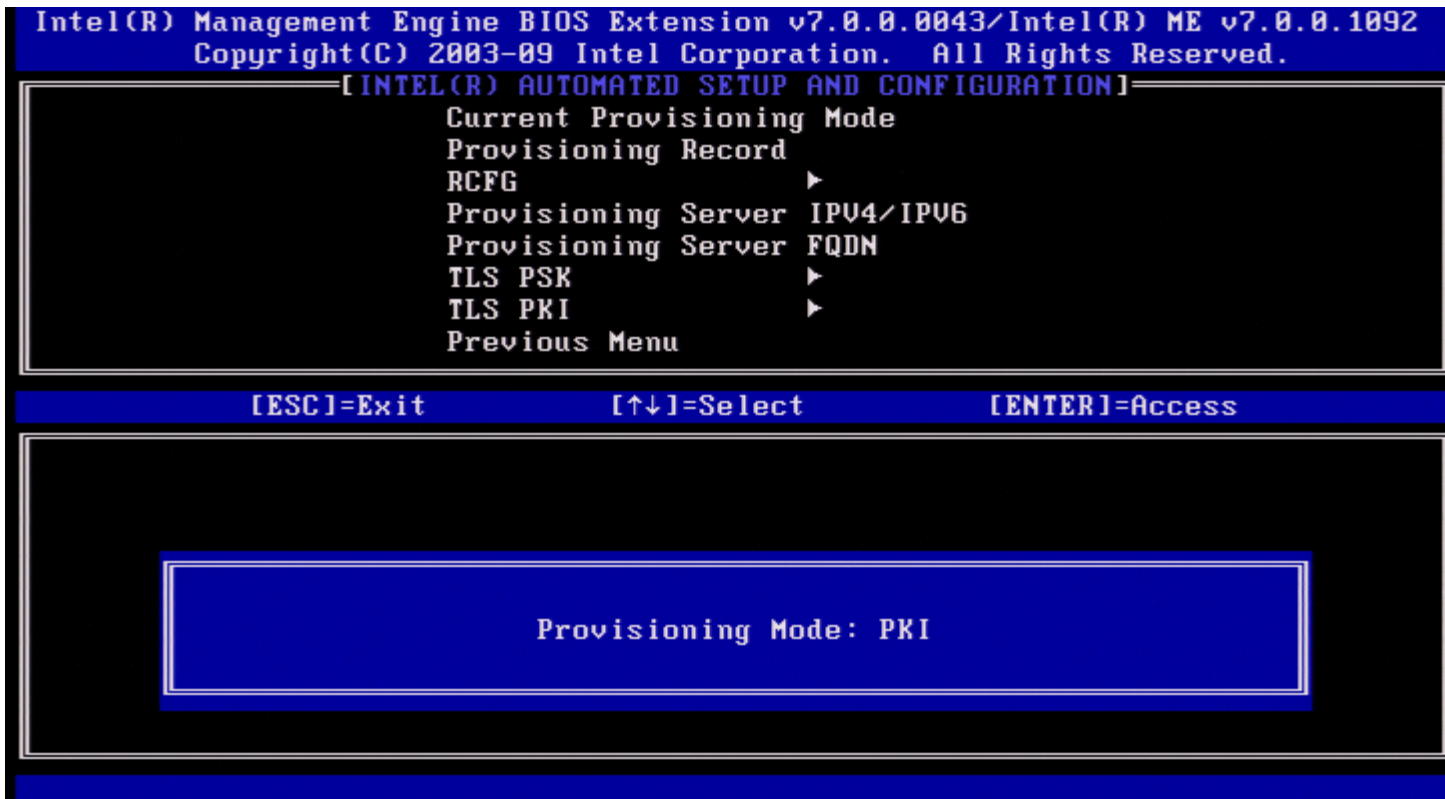 Intel(R) Management Engine BIOS Extension v7.0.0.0043/Intel(R) ME v7.0.0.1092
Copyright(C) 2003-09 Intel Corporation. All Rights Reserved.
[INTEL(R) AUTOMATED SETUP AND CONFIGURATION]
Current Provisioning Mode
Provisioning Record
RCFG ►
Provisioning Server IPV4/IPV6
Provisioning Server FQDN
TLS PSK ►
TLS PKI ►
Previous Menu
[ESC]=Exit [↑↓]=Select [ENTER]=Access
Provisioning Mode: PKI